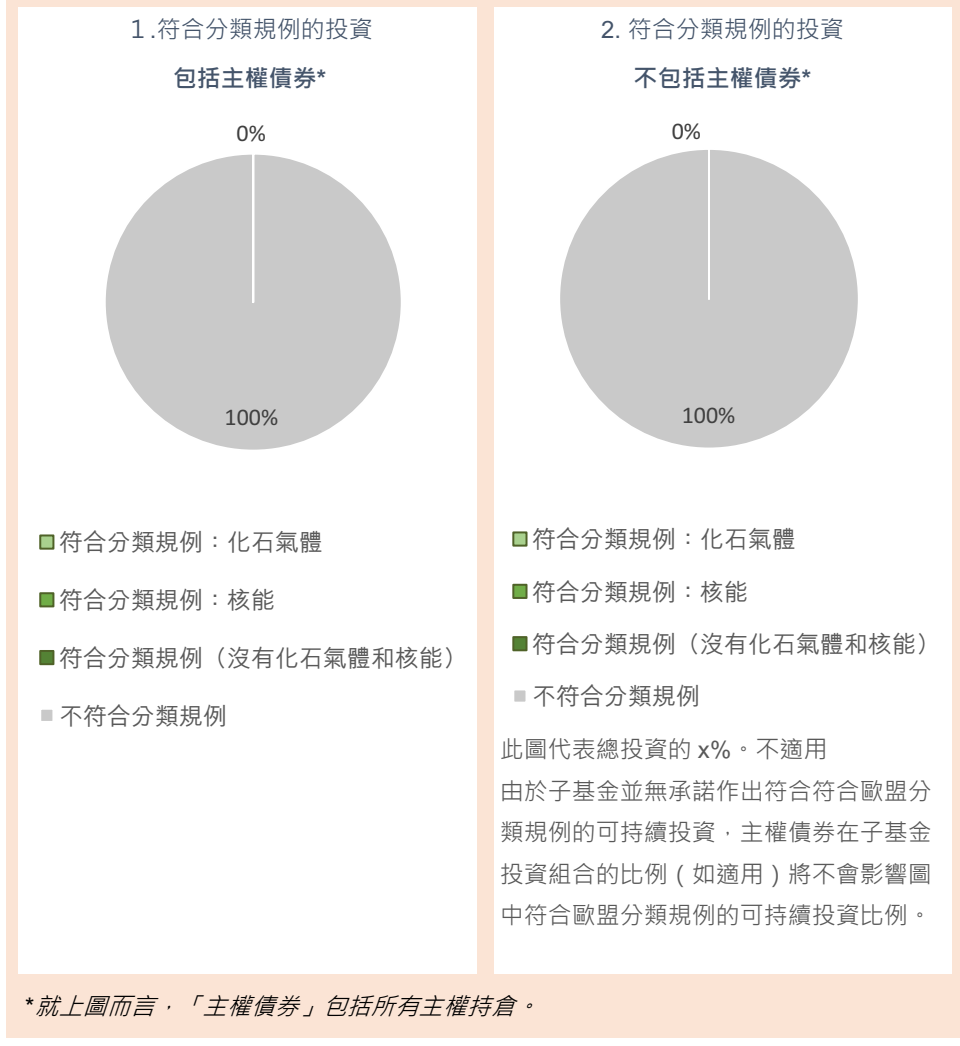 1.符合分類規例的投資
包括主權債券*
0%
100%
符合分類規例：化石氣體
符合分類規例：核能
符合分類規例（沒有化石氣體和核能）
不符合分類規例
2. 符合分類規例的投資
不包括主權債券*
0%
100%
符合分類規例：化石氣體
符合分類規例：核能
符合分類規例（沒有化石氣體和核能）
不符合分類規例
此圖代表總投資的 x%。不適用
由於子基金並無承諾作出符合符合歐盟分
類規例的可持續投資，主權債券在子基金
投資組合的比例（如適用）將不會影響圖
中符合歐盟分類規例的可持續投資比例。
*就上圖而言，「主權債券」包括所有主權持倉。